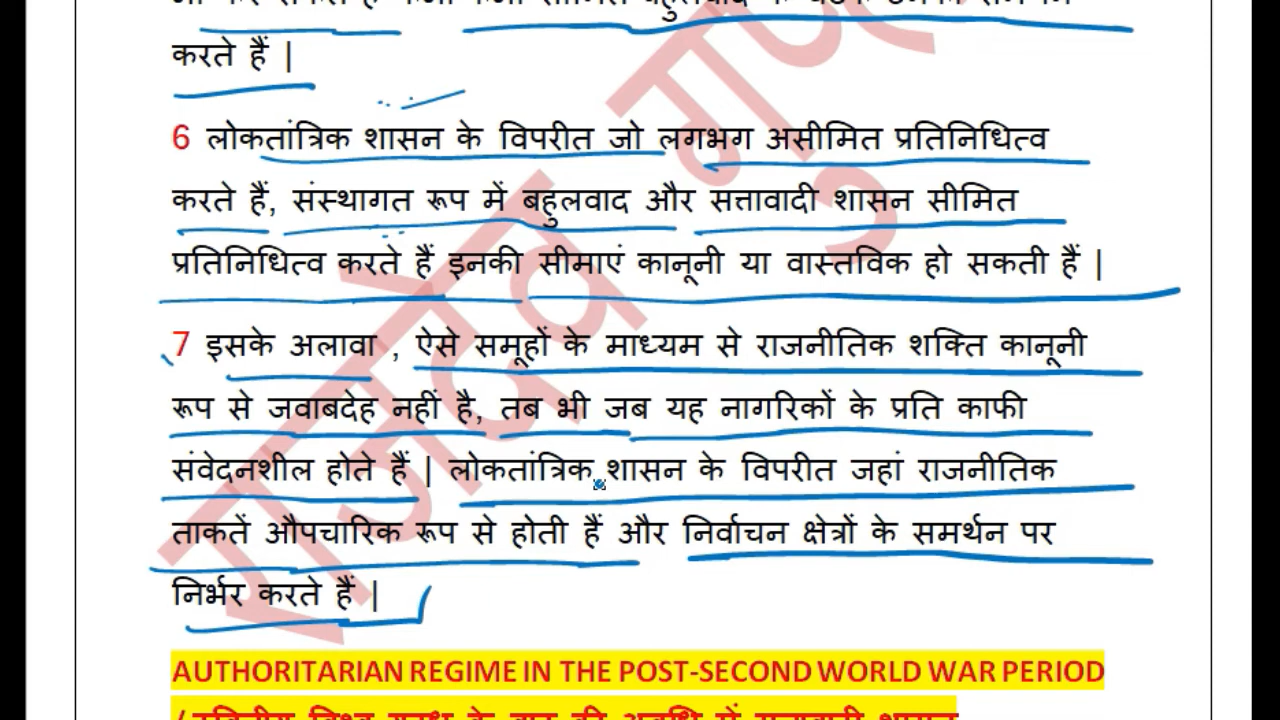 करते हैं |
6 लोकतांत्रिक शासन के विपरीत जो लगभग असीमित प्रतिनिधित्व
करते हैं, संस्थागत रूप में बहुलवाद और सत्तावादी शासन सीमित
प्रतिनिधित्व करते हैं इनकी सीमाएं कानूनी या वास्तविक हो सकती हैं |
7 इसके अलावा , ऐसे समूहों के माध्यम से राजनीतिक शक्ति कानूनी
रूप से जवाबदेह नहीं है, तब भी जब यह नागरिकों के प्रति काफी
संवेदनशील होते हैं | लोकतांत्रिक शासन के विपरीत जहां राजनीतिक
ताकतें औपचारिक रूप से होती हैं और निर्वाचन क्षेत्रों के समर्थन पर
निर्भर करते हैं |
AUTHORITARIAN REGIME IN THE POST-SECOND WORLD WAR PERIOD